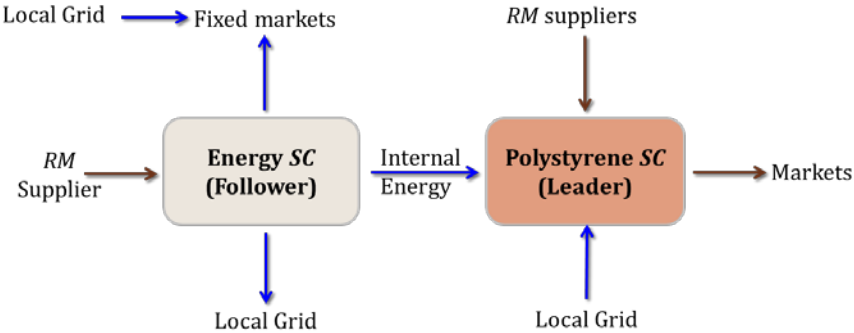 Local Grid
Fixed markets
RM suppliers
RM
Supplier
Energy SC
(Follower)
Internal
Energy
Polystyrene SC
(Leader)
Markets
Local Grid
Local Grid